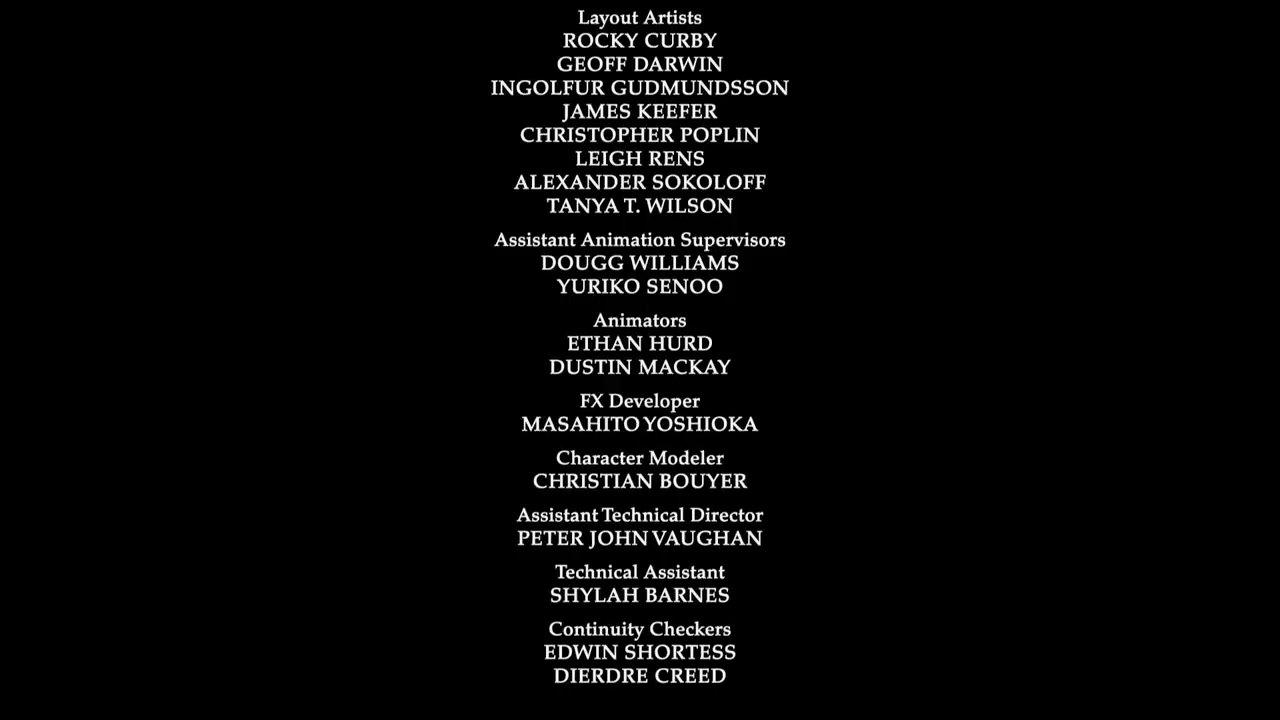 Layout Artists
ROCKY CURBY
GEOFF DARWIN
INGOLFUR GUDMUNDSSON
JAMES KEEFER
CHRISTOPHER POPLIN
LEIGH RENS
ALEXANDER SOKOLOFF
TANYA T. WILSON
Assistant Animation Supervisors
DOUGG WILLIAMS
YURIKO SENOO
Animators
ETHAN HURD
DUSTIN MACKAY
FX Developer
MASAHITO YOSHIOKA
Character Modeler
CHRISTIAN BOUYER
Assistant Technical Director
PETER JOHN VAUGHAN
Technical Assistant
SHYLAH BARNES
Continuity Checkers
EDWIN SHORTESS
DIERDRE CREED